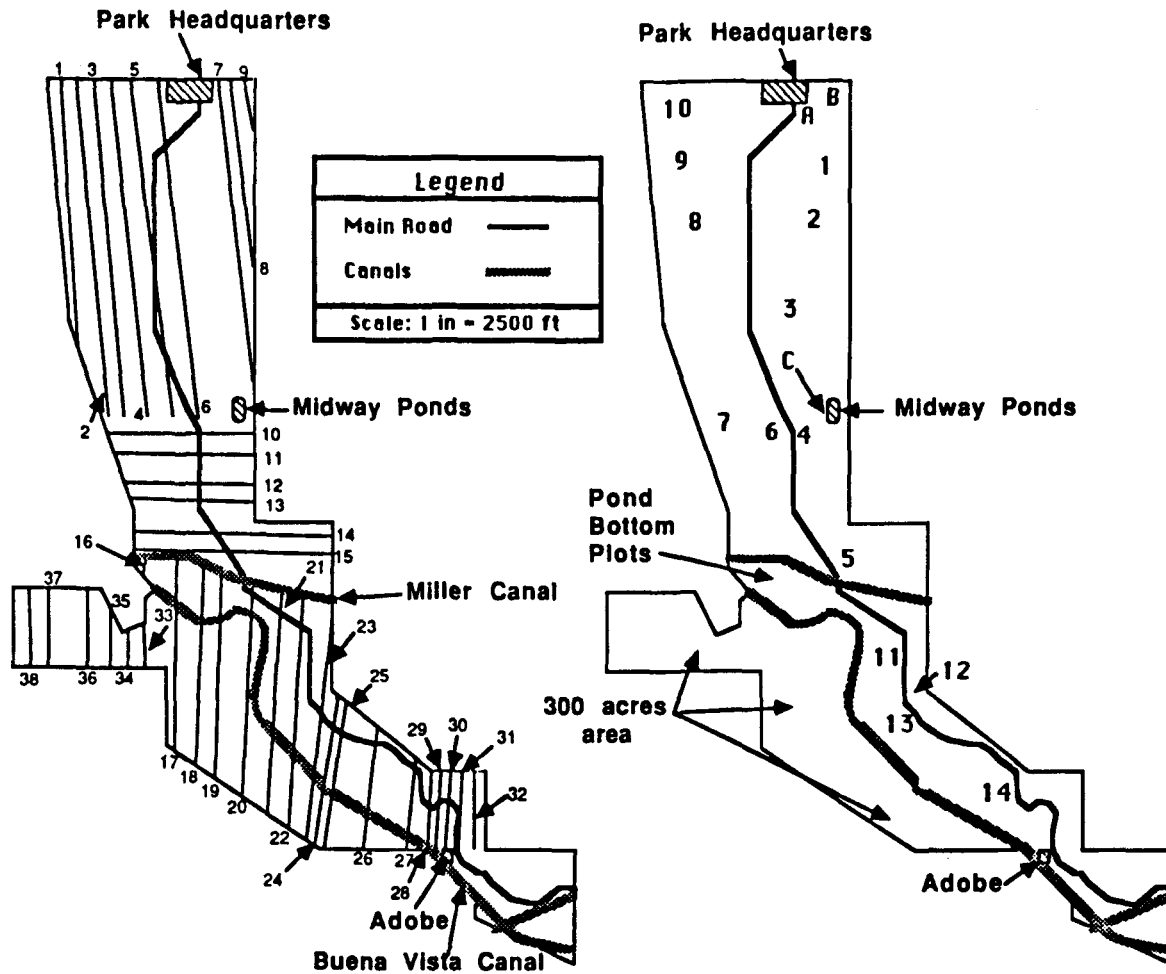 Park Headquarters
1 3 5 7 9
8
2 4 6
Midway Ponds
10
11
12
13
14
15
16
21
Miller Canal
37
35
33
23
25
38 36 34
29 30 31
32
17
18
19
20
22
24
26
27
28
Adobe
Buena Vista Canal
Legend
Main Road
Canals
Scale: 1 in = 2500 ft
Park Headquarters
B
A
10
9
1
8
2
3
C
Midway Ponds
7
6 4
Pond
Bottom
Plots
5
11
12
300 acres
area
13
14
Adobe